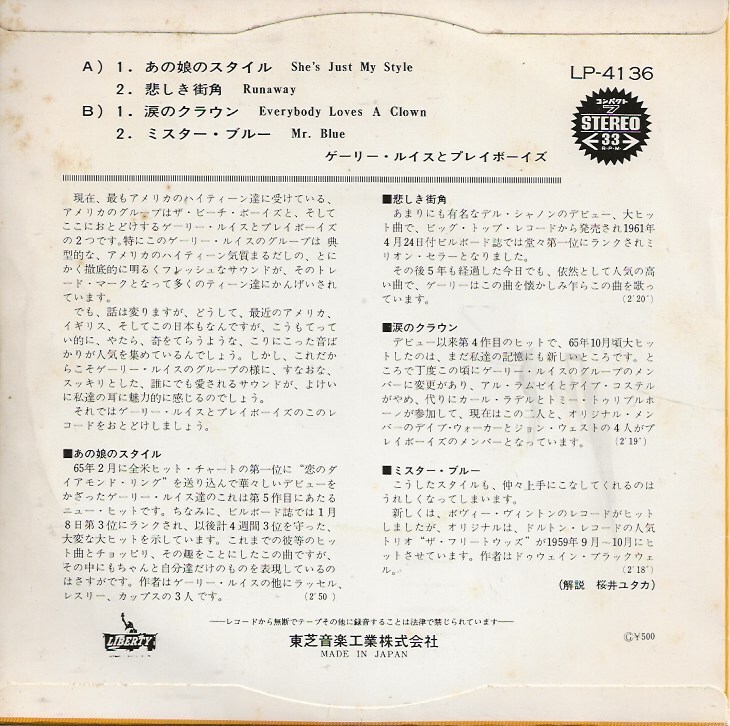 A) 1. あの娘のスタイル She's Just My Style
2. 悲しき街角 Runaway
B) 1. 涙のクラウン Everybody Loves A Clown
2. ミスター・ブルー Mr. Blue
ゲーリー・ルイスとプレイボーイズ
LP-4136
コンパクト
7
STEREO
33
R・P・M・
現在、最もアメリカのハイティーン達に受けている、
アメリカのグループはザ・ビーチ・ボーイズと、そして
ここにおとどけするゲーリー・ルイスとプレイボーイズ
の2つです。特にこのゲーリー・ルイスのグループは 典
型的な、アメリカのハイティーン気質まるだしの、とに
かく徹底的に明るくフレッシュなサウンドが、そのトレ
ード・マークとなって多くのティーン達にかんげいされ
ています。
でも、話は変りますが、どうして、最近のアメリカ、
イギリス、そしてこの日本もなんですが、こうもてって
い的に、やたら、奇をてらうような、こりにこった音ば
かりが人気を集めているんでしょう。しかし、これだか
らこそゲーリー・ルイスのグループの様に、すなおな、
スッキリとした、誰にでも愛されるサウンドが、よけい
に私達の耳に魅力的に感じるのでしょう。
それではゲーリー・ルイスとプレイボーイズのこのレ
コードをおとどけしましょう。
■あの娘のスタイル
65年2月に全米ヒット・チャートの第一位に“恋のダ
イアモンド・リング”を送り込んで華々しいデビューを
かざったゲーリー・ルイス達のこれは第5作目にあたる
ニュー・ヒットです。ちなみに、ビルボード誌では1月
8日第3位にランクされ、以後計4週間3位を守った、
大変な大ヒットを示しています。これまでの彼等のヒッ
ト曲とチョッピリ、その趣をことにしたこの曲ですが、
その中にもちゃんと自分達だけのものを表現しているの
はさすがです。作者はゲーリー・ルイスの他にラッセル、
レスリー、カップスの3人です。 (2′50)
■悲しき街角
あまりにも有名なデル・シャノンのデビュー、大ヒッ
ト曲で、ビッグ・トップ・レコードから発売され1961年
4月24日付ビルボード誌では堂々第一位にランクされミ
リオン・セラーとなりました。
その後5年も経過した今日でも、依然として人気の高
い曲で、ゲーリーはこの曲を懐かしみ乍らこの曲を歌っ
ています。 (2′20″)
■涙のクラウン
デビュー以来第4作目のヒットで、65年10月頃大ヒッ
トしたのは、まだ私達の記憶にも新しいところです。と
ころで丁度この頃にゲーリー・ルイスのグループのメン
バーに変更があり、アル・ラムゼイとデイブ・コステル
がやめ、代りにカール・ラデルとトミー・トゥリプルホ
ーンが参加して、現在はこの二人と、オリジナル・メン
バーのデイブ・ウォーカーとジョン・ウェストの4人がプ
レイボーイズのメンバーとなっています。 (2′19″)
■ミスター・ブルー
こうしたスタイルも、仲々上手にこなしてくれるのは
うれしくなってしまいます。
新しくは、ボヴィー・ヴィントンのレコードがヒット
しましたが、オリジナルは、ドルトン・レコードの人気
トリオ“ザ・フリートウッズ”が1959年9月〜10月にヒ
ットさせています。作者はドゥウェイン・ブラックウェ
ル。 (2′18″)
(解説 桜井ユタカ)
LIBERTY
──レコードから無断でテープその他に録音することは法律で禁じられています──
東芝音楽工業株式会社
MADE IN JAPAN
Ⓒ¥500